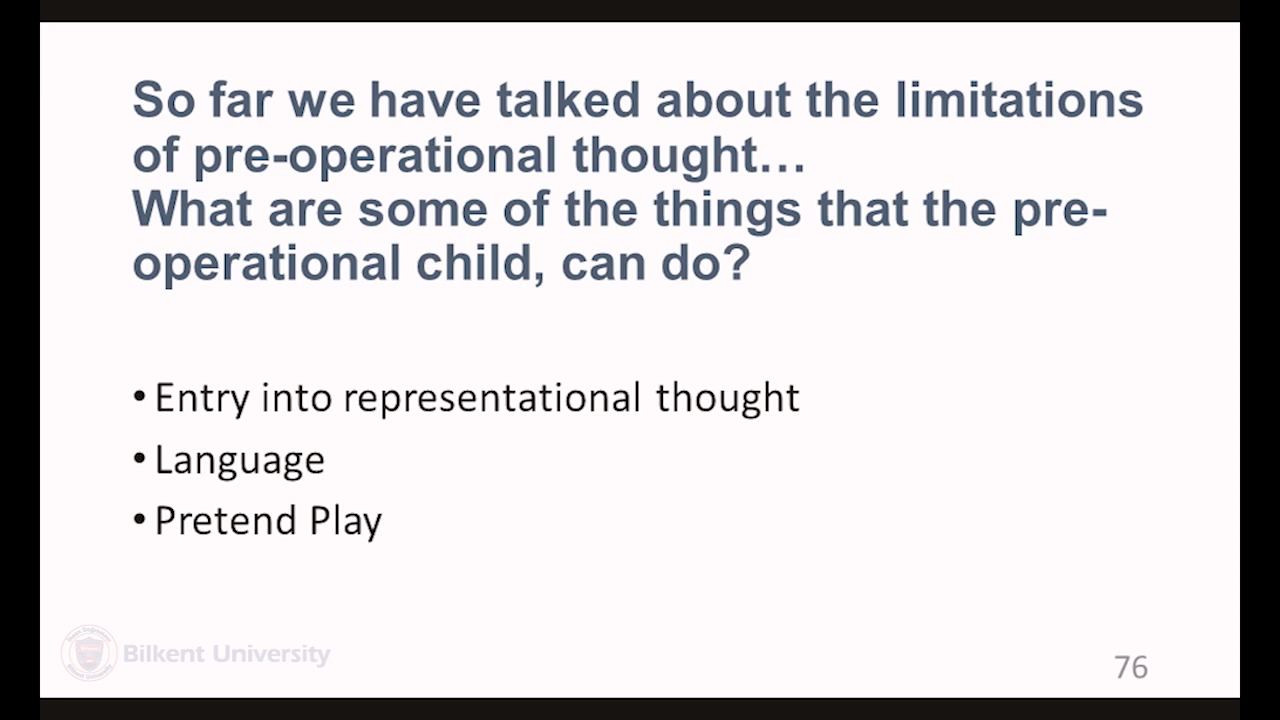 So far we have talked about the limitations
of pre-operational thought…
What are some of the things that the pre-
operational child, can do?
• Entry into representational thought
• Language
• Pretend Play
Bilkent University
76